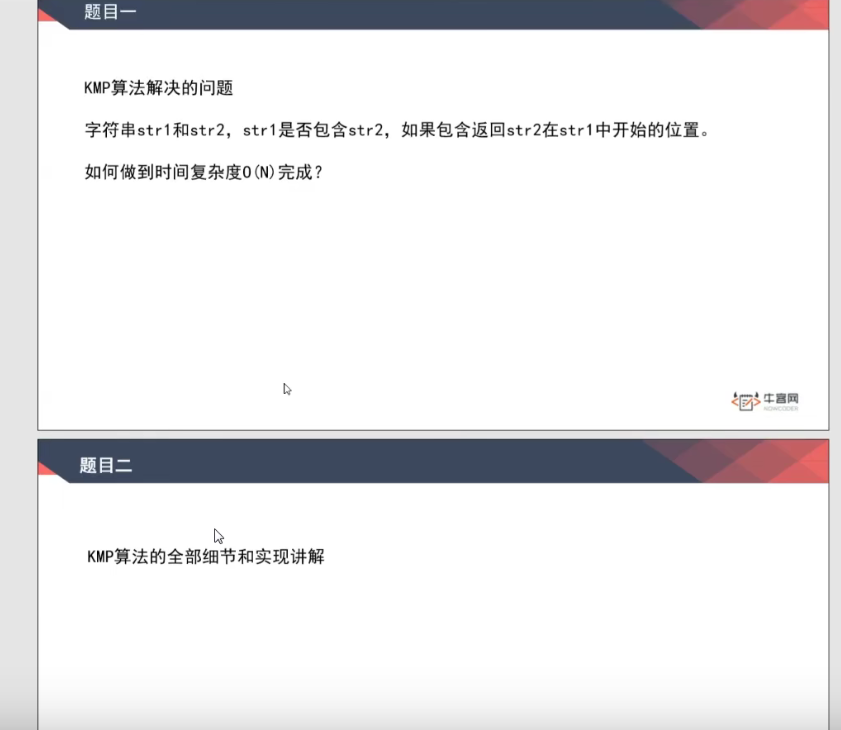 题目一
KMP算法解决的问题
字符串str1和str2，str1是否包含str2，如果包含返回str2在str1中开始的位置。
如何做到时间复杂度O(N)完成？
牛客网
NOWCODER
题目二
KMP算法的全部细节和实现讲解